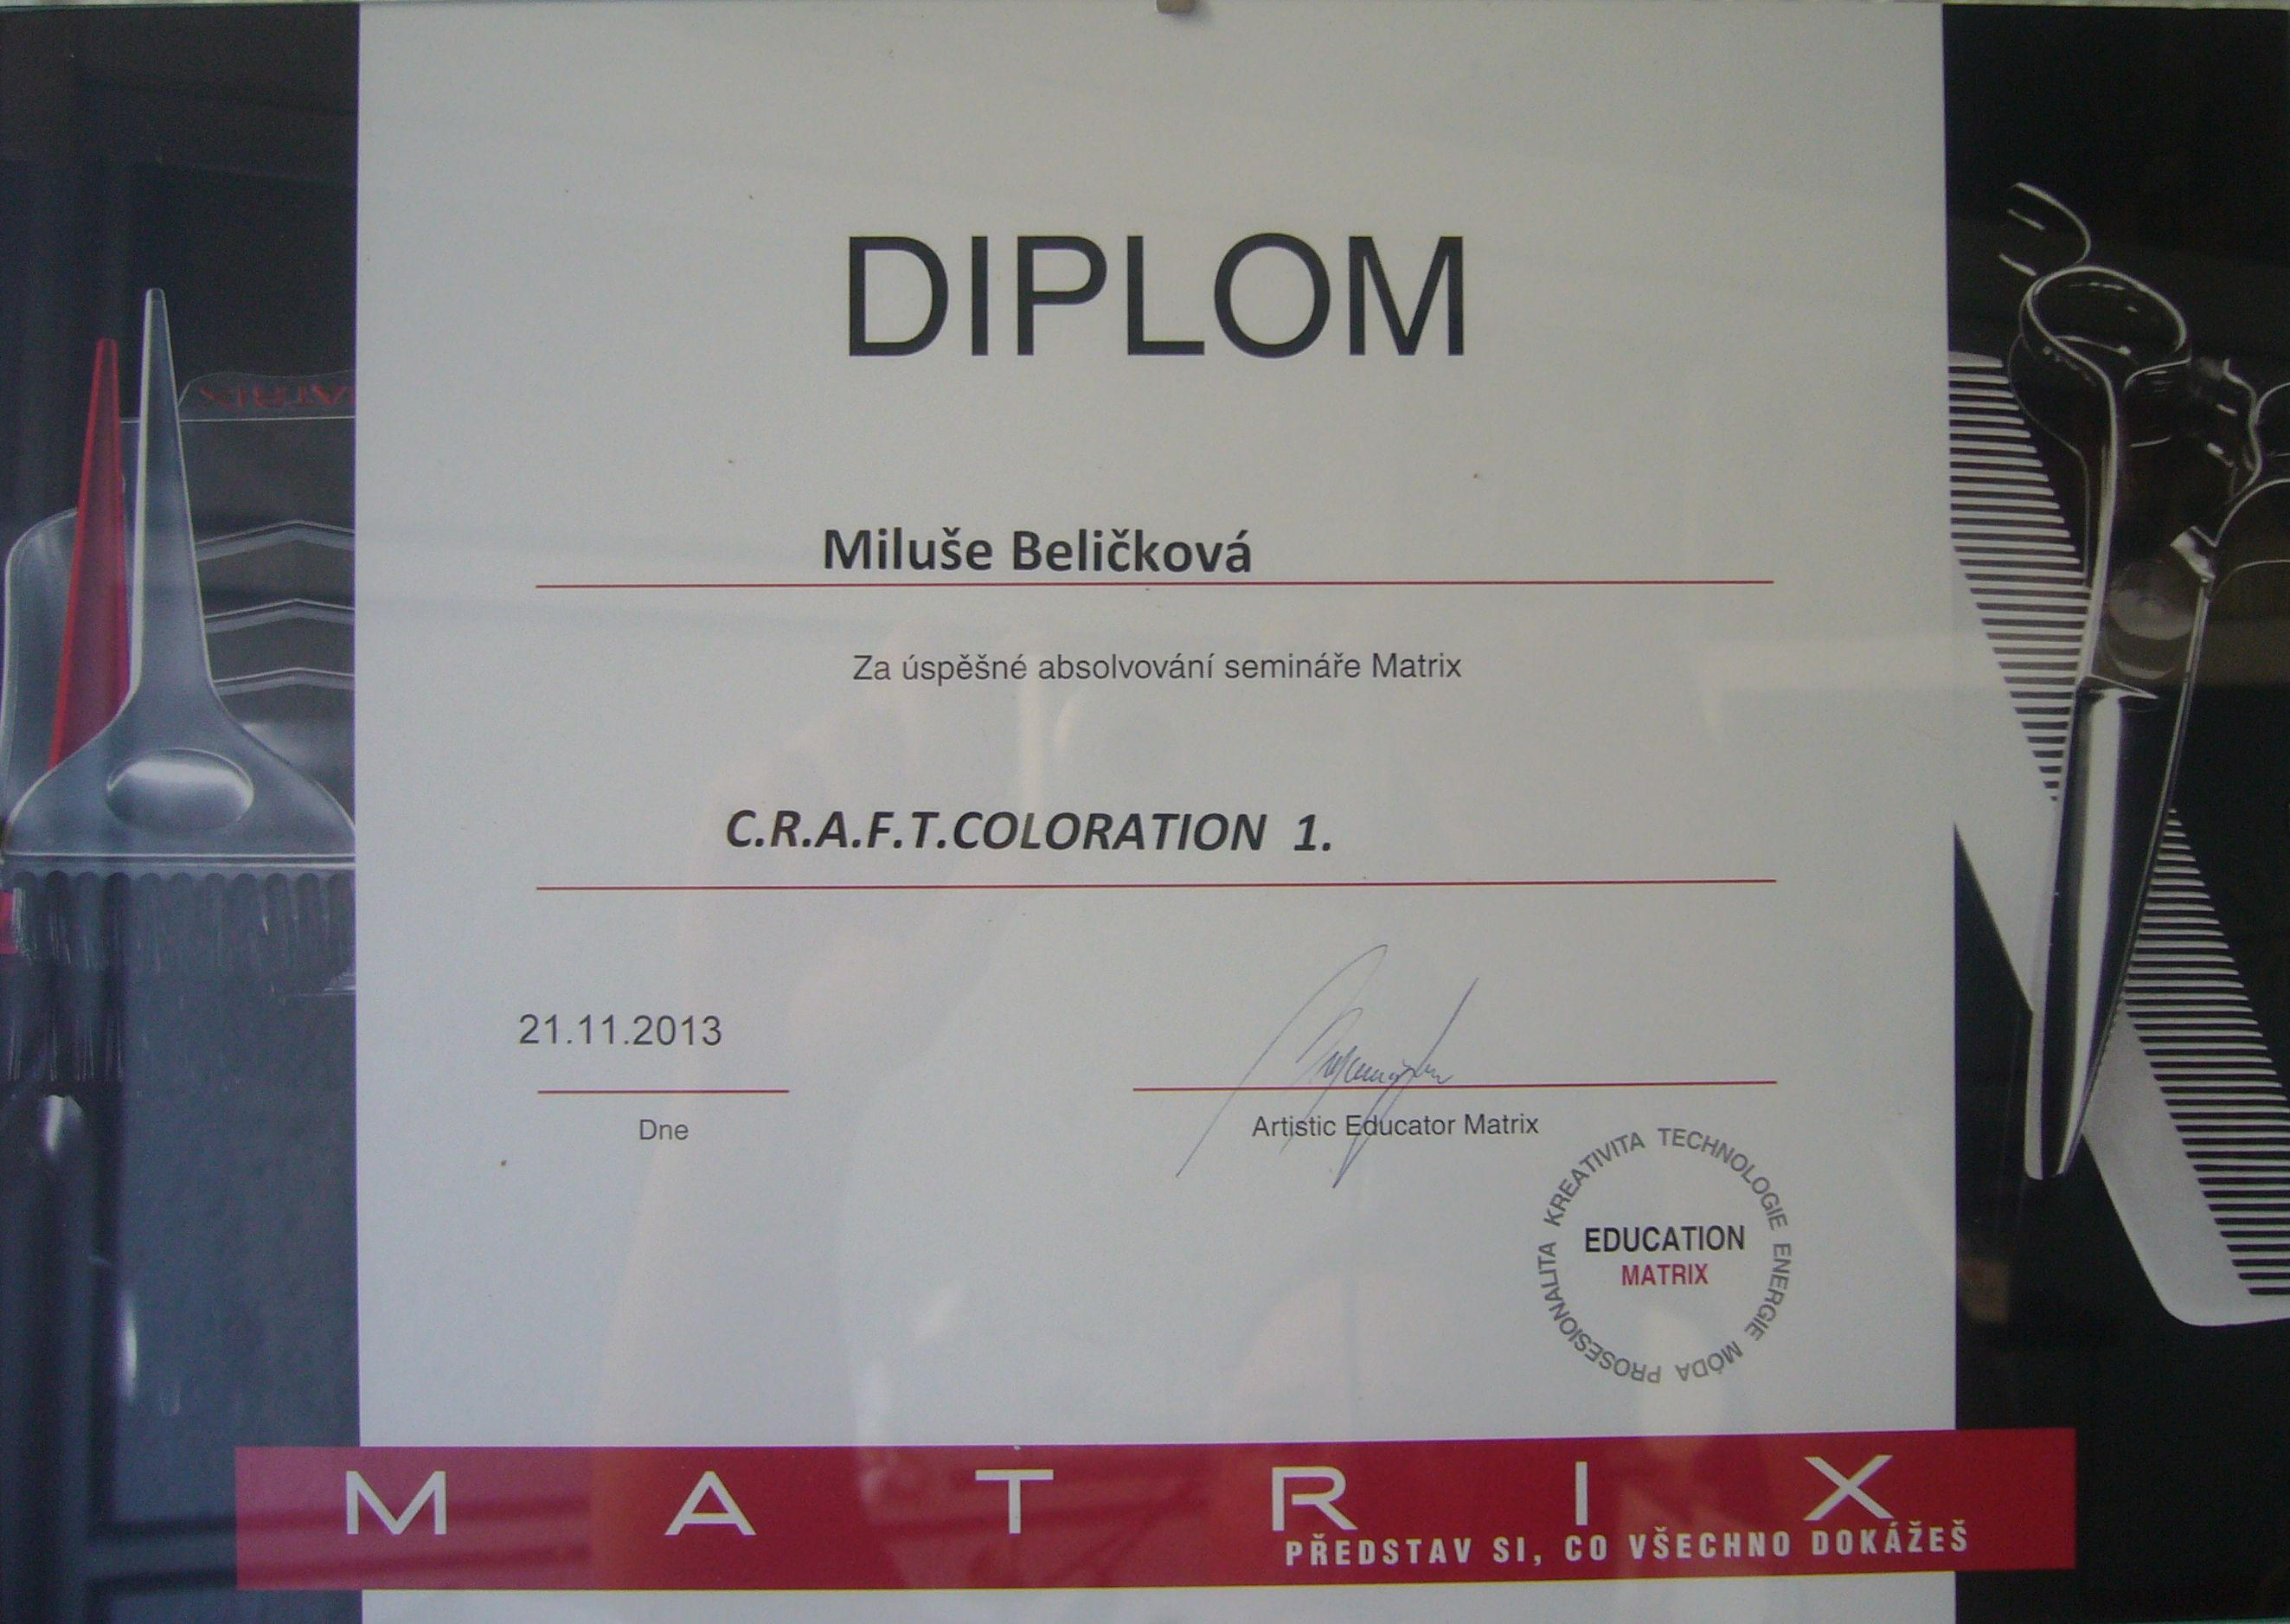 DIPLOM
Miluše Beličková
Za úspěšné absolvování semináře Matrix
C.R.A.F.T.COLORATION 1.
21.11.2013
Dne
Artistic Educator Matrix
KREATIVITA TECHNOLOGIE ENERGIE MÓDA PROSESIONALITA
EDUCATION
MATRIX
MATRIX
PŘEDSTAV SI, CO VŠECHNO DOKÁŽEŠ